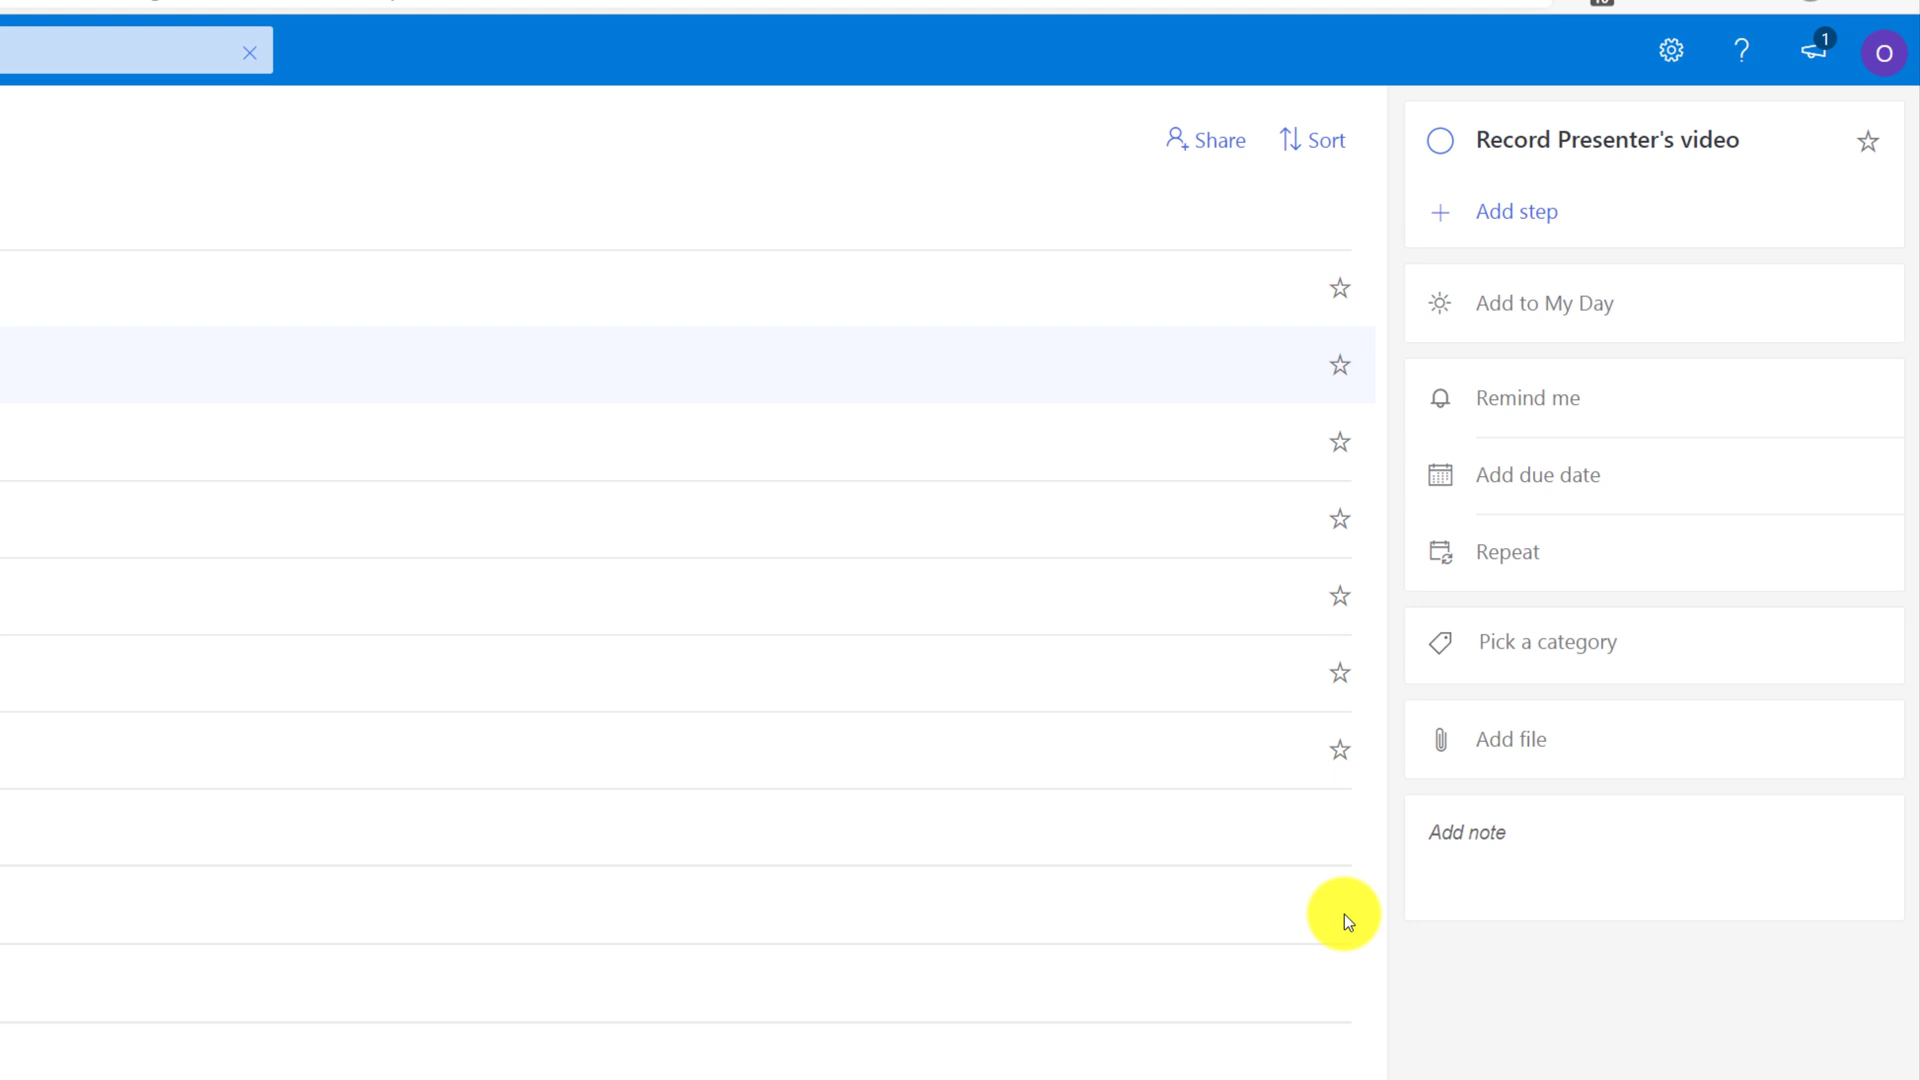 1
O
Share
Sort
Record Presenter's video
Add step
Add to My Day
Remind me
Add due date
Repeat
Pick a category
Add file
Add note